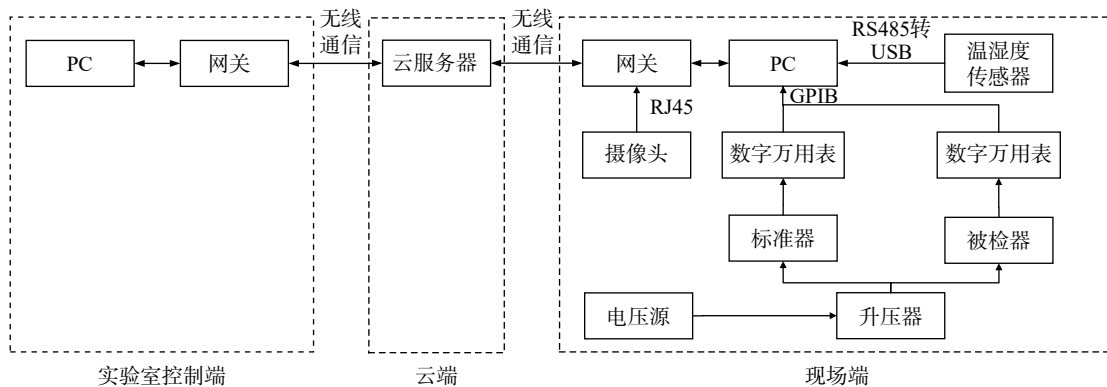 无线
通信
无线
通信
PC
网关
云服务器
网关
PC
RS485转
USB
温湿度
传感器
RJ45
GPIB
摄像头
数字万用表
数字万用表
标准器
被检器
电压源
升压器
实验室控制端
云端
现场端